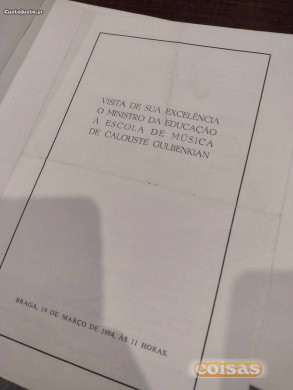 CustoJusto.pt
VISITA DE SUA EXCELÊNCIA
O MINISTRO DA EDUCAÇÃO
À ESCOLA DE MÚSICA
DE CALOUSTE GULBENKIAN
BRAGA, 19 DE MARÇO DE 1984, ÀS 11 HORAS.
coisas